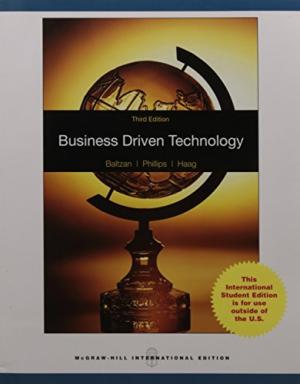 Third Edition
Business Driven Technology
Baltzan | Phillips | Haag
This
International
Student Edition
is for use
outside of
the U.S.
McGRAW-HILL INTERNATIONAL EDITION